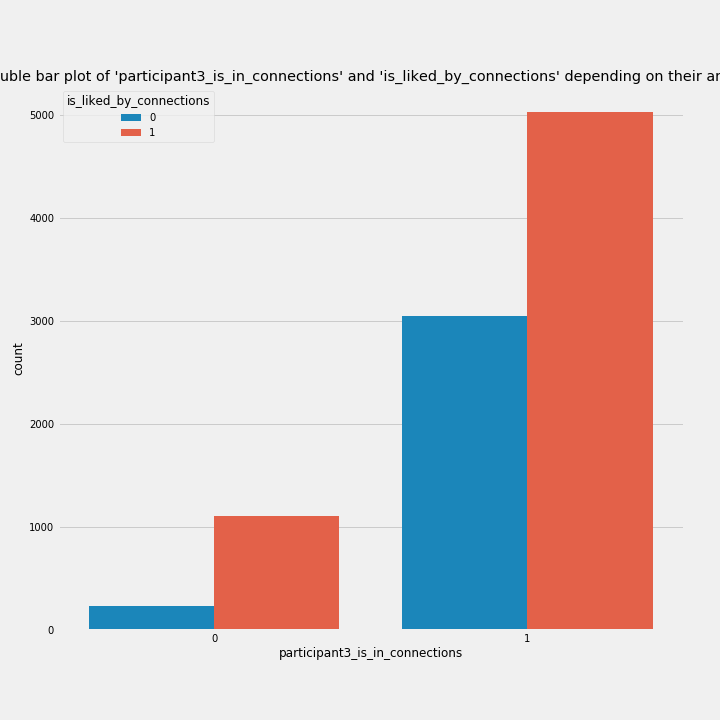 uble bar plot of 'participant3_is_in_connections' and 'is_liked_by_connections' depending on their
is_liked_by_connections
0
1
5000
4000
3000
2000
1000
0
count
0
1
participant3_is_in_connections